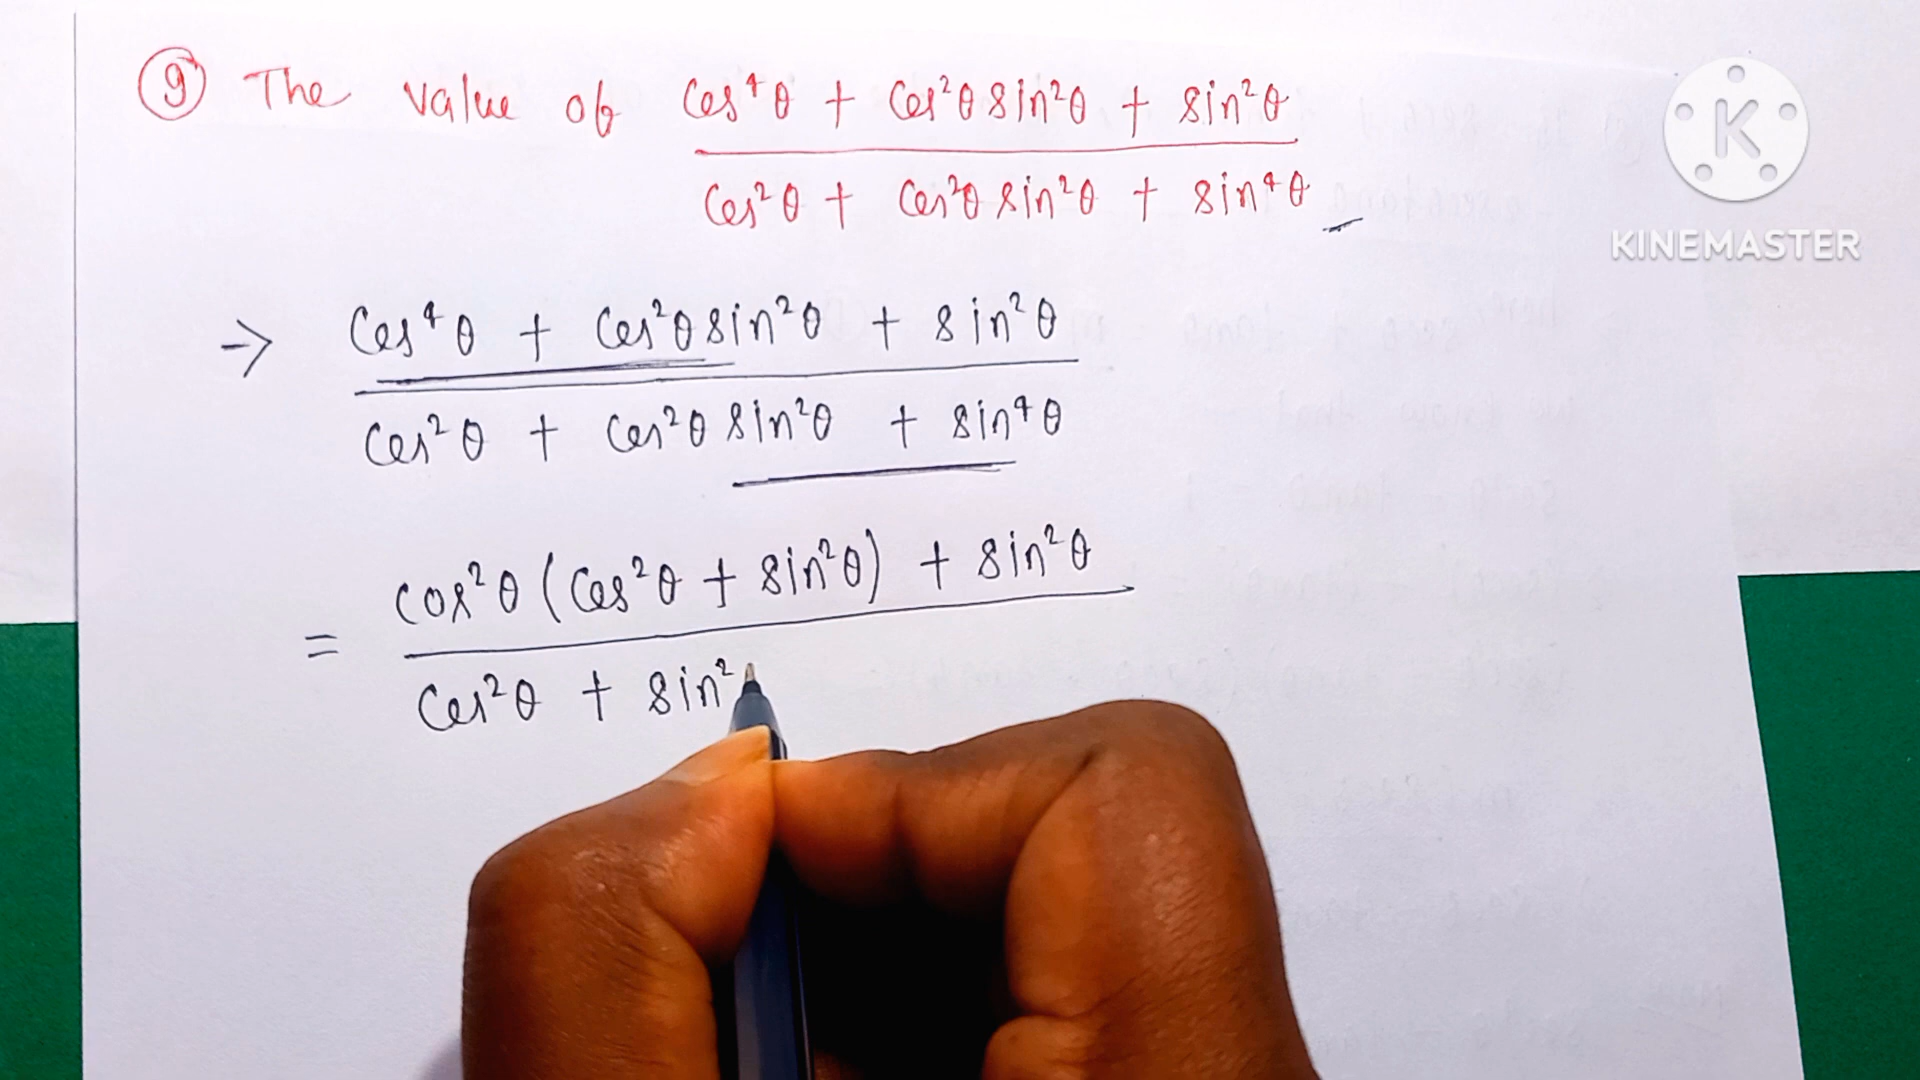 9 The value of cos⁴θ + cos²θ sin²θ + sin²θ
cos²θ + cos²θ sin²θ + sin⁴θ
→ cos⁴θ + cos²θ sin²θ + sin²θ
cos²θ + cos²θ sin²θ + sin⁴θ
= cos²θ (cos²θ + sin²θ) + sin²θ
cos²θ + sin²
K
KINEMASTER